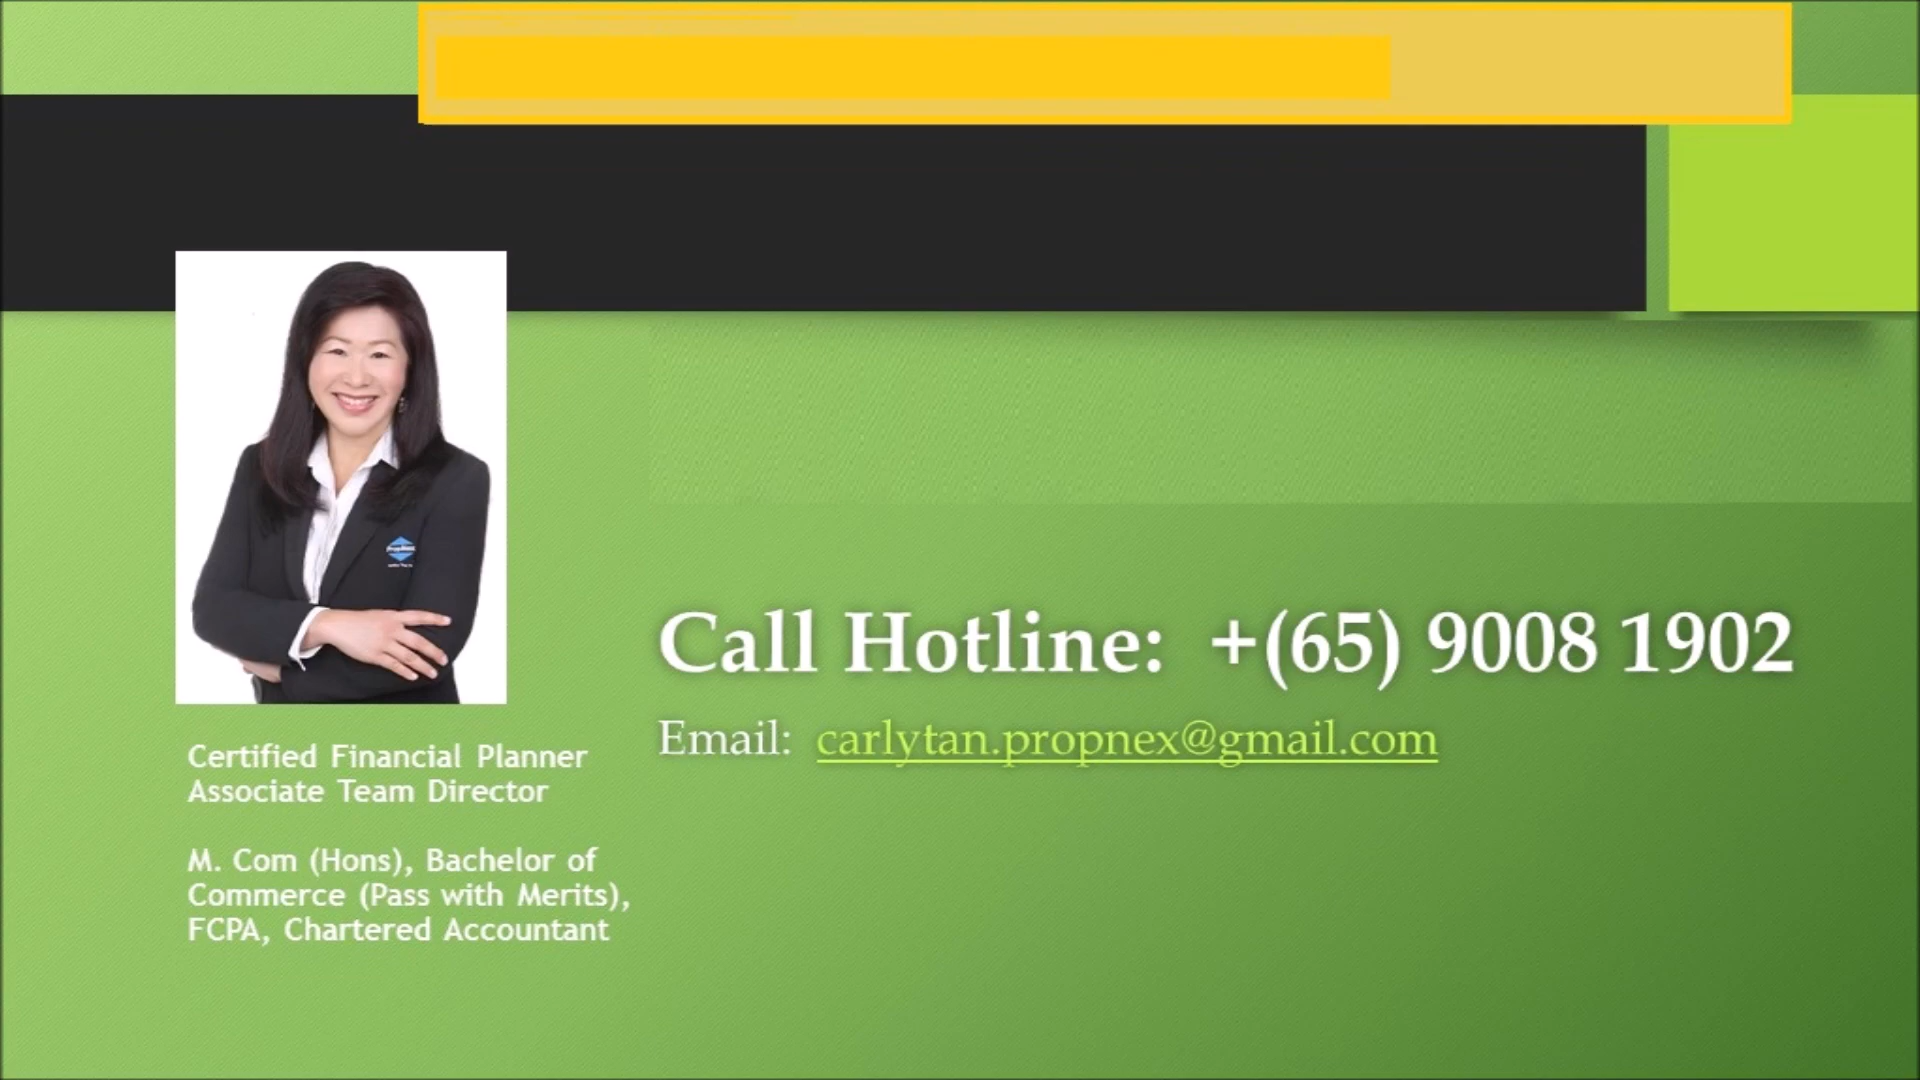 Call Hotline: +(65) 9008 1902
Email: carlytan.propnex@gmail.com
Certified Financial Planner
Associate Team Director
M. Com (Hons), Bachelor of
Commerce (Pass with Merits),
FCPA, Chartered Accountant